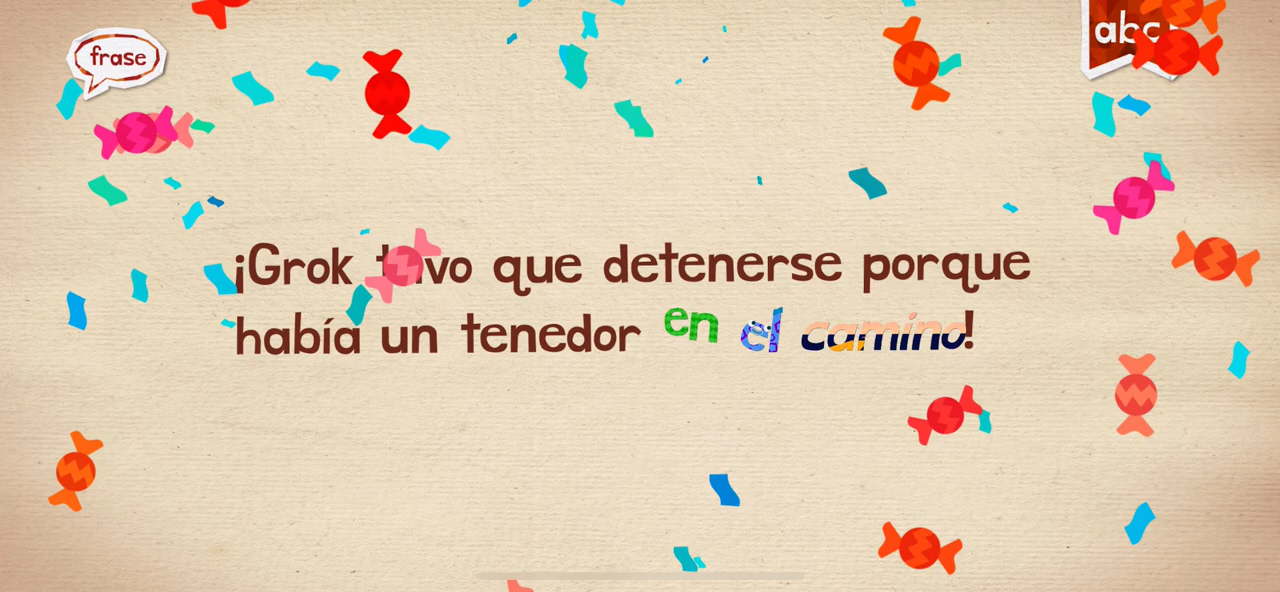 frase
abc
¡Grok tuvo que detenerse porque
había un tenedor en el camino!